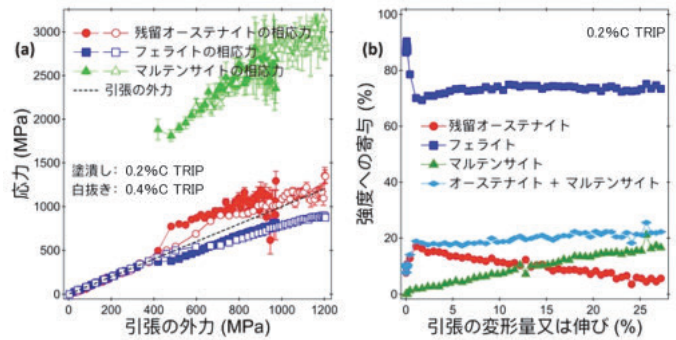 (a)
残留オーステナイトの相応力
フェライトの相応力
マルテンサイトの相応力
引張の外力
塗潰し：0.2%C TRIP
白抜き：0.4%C TRIP
応力 (MPa)
3000
2500
2000
1500
1000
500
0
0 200 400 600 800 1000 1200
引張の外力 (MPa)
(b)
0.2%C TRIP
残留オーステナイト
フェライト
マルテンサイト
オーステナイト + マルテンサイト
強度への寄与 (%)
100
80
60
40
20
0
0 5 10 15 20 25
引張の変形量又は伸び (%)